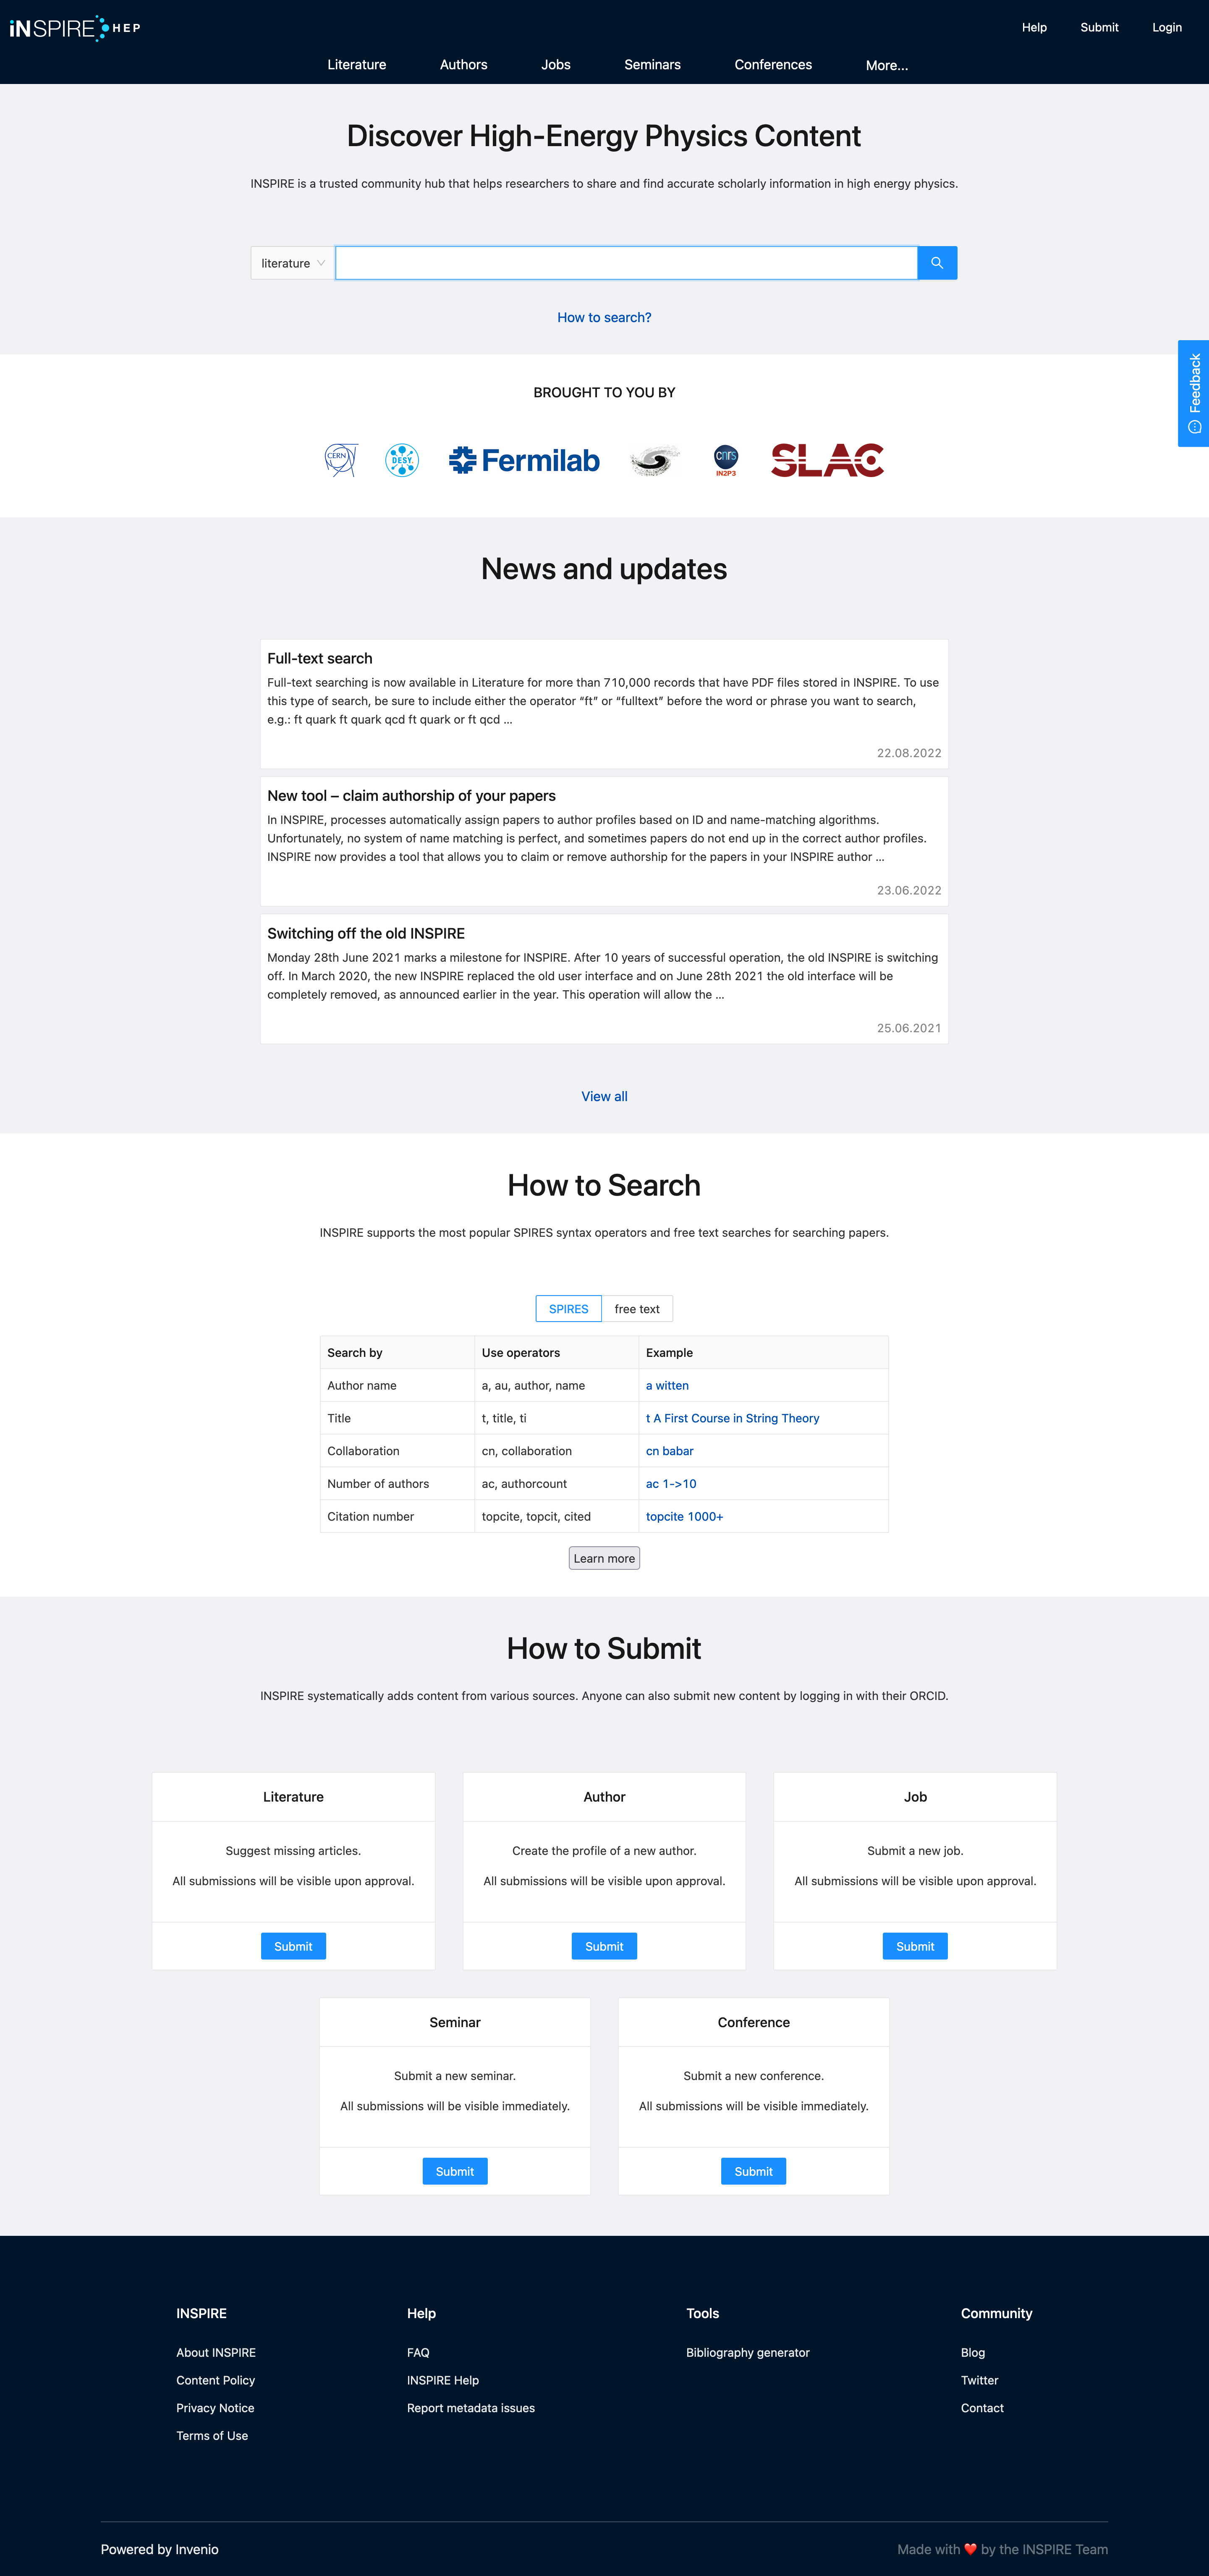 iNSPIRE HEP
Help Submit Login
Literature Authors Jobs Seminars Conferences More...
Discover High-Energy Physics Content
INSPIRE is a trusted community hub that helps researchers to share and find accurate scholarly information in high energy physics.
literature
How to search?
Feedback
BROUGHT TO YOU BY
CERN DESY. Fermilab cnrs IN2P3 SLAC
News and updates
Full-text search
Full-text searching is now available in Literature for more than 710,000 records that have PDF files stored in INSPIRE. To use
this type of search, be sure to include either the operator “ft” or “fulltext” before the word or phrase you want to search,
e.g.: ft quark ft quark qcd ft quark or ft qcd ...
22.08.2022
New tool – claim authorship of your papers
In INSPIRE, processes automatically assign papers to author profiles based on ID and name-matching algorithms.
Unfortunately, no system of name matching is perfect, and sometimes papers do not end up in the correct author profiles.
INSPIRE now provides a tool that allows you to claim or remove authorship for the papers in your INSPIRE author ...
23.06.2022
Switching off the old INSPIRE
Monday 28th June 2021 marks a milestone for INSPIRE. After 10 years of successful operation, the old INSPIRE is switching
off. In March 2020, the new INSPIRE replaced the old user interface and on June 28th 2021 the old interface will be
completely removed, as announced earlier in the year. This operation will allow the ...
25.06.2021
View all
How to Search
INSPIRE supports the most popular SPIRES syntax operators and free text searches for searching papers.
SPIRES free text
Search by Use operators Example
Author name a, au, author, name a witten
Title t, title, ti t A First Course in String Theory
Collaboration cn, collaboration cn babar
Number of authors ac, authorcount ac 1->10
Citation number topcite, topcit, cited topcite 1000+
Learn more
How to Submit
INSPIRE systematically adds content from various sources. Anyone can also submit new content by logging in with their ORCID.
Literature
Suggest missing articles.
All submissions will be visible upon approval.
Submit
Author
Create the profile of a new author.
All submissions will be visible upon approval.
Submit
Job
Submit a new job.
All submissions will be visible upon approval.
Submit
Seminar
Submit a new seminar.
All submissions will be visible immediately.
Submit
Conference
Submit a new conference.
All submissions will be visible immediately.
Submit
INSPIRE
About INSPIRE
Content Policy
Privacy Notice
Terms of Use
Help
FAQ
INSPIRE Help
Report metadata issues
Tools
Bibliography generator
Community
Blog
Twitter
Contact
Powered by Invenio
Made with ❤️ by the INSPIRE Team